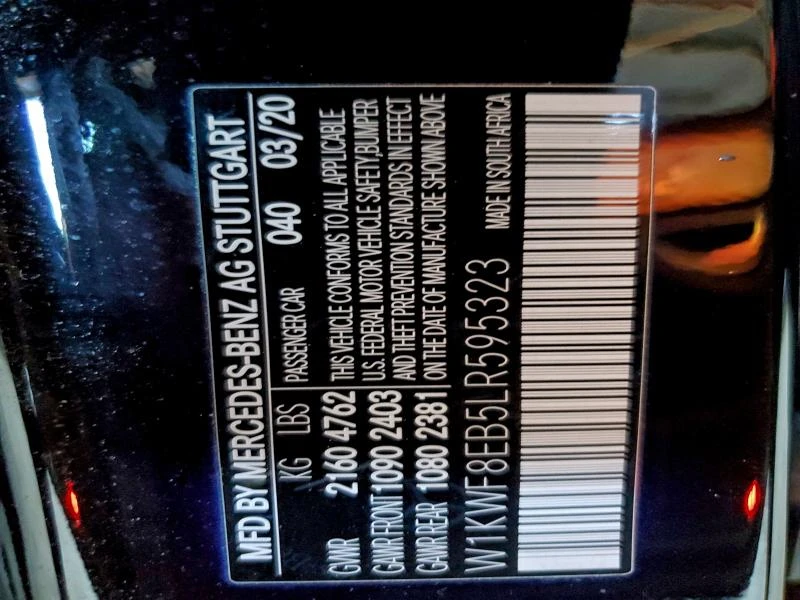 MFD BY MERCEDES-BENZ AG STUTTGART
KG LBS PASSENGER CAR 040 03/20
GVWR 2160 4762 THIS VEHICLE CONFORMS TO ALL APPLICABLE
GAWR FRONT 1090 2403 U.S. FEDERAL MOTOR VEHICLE SAFETY,BUMPER
GAWR REAR 1080 2381 AND THEFT PREVENTION STANDARDS IN EFFECT
ON THE DATE OF MANUFACTURE SHOWN ABOVE
W1KWF8EB5LR595323 MADE IN SOUTH AFRICA